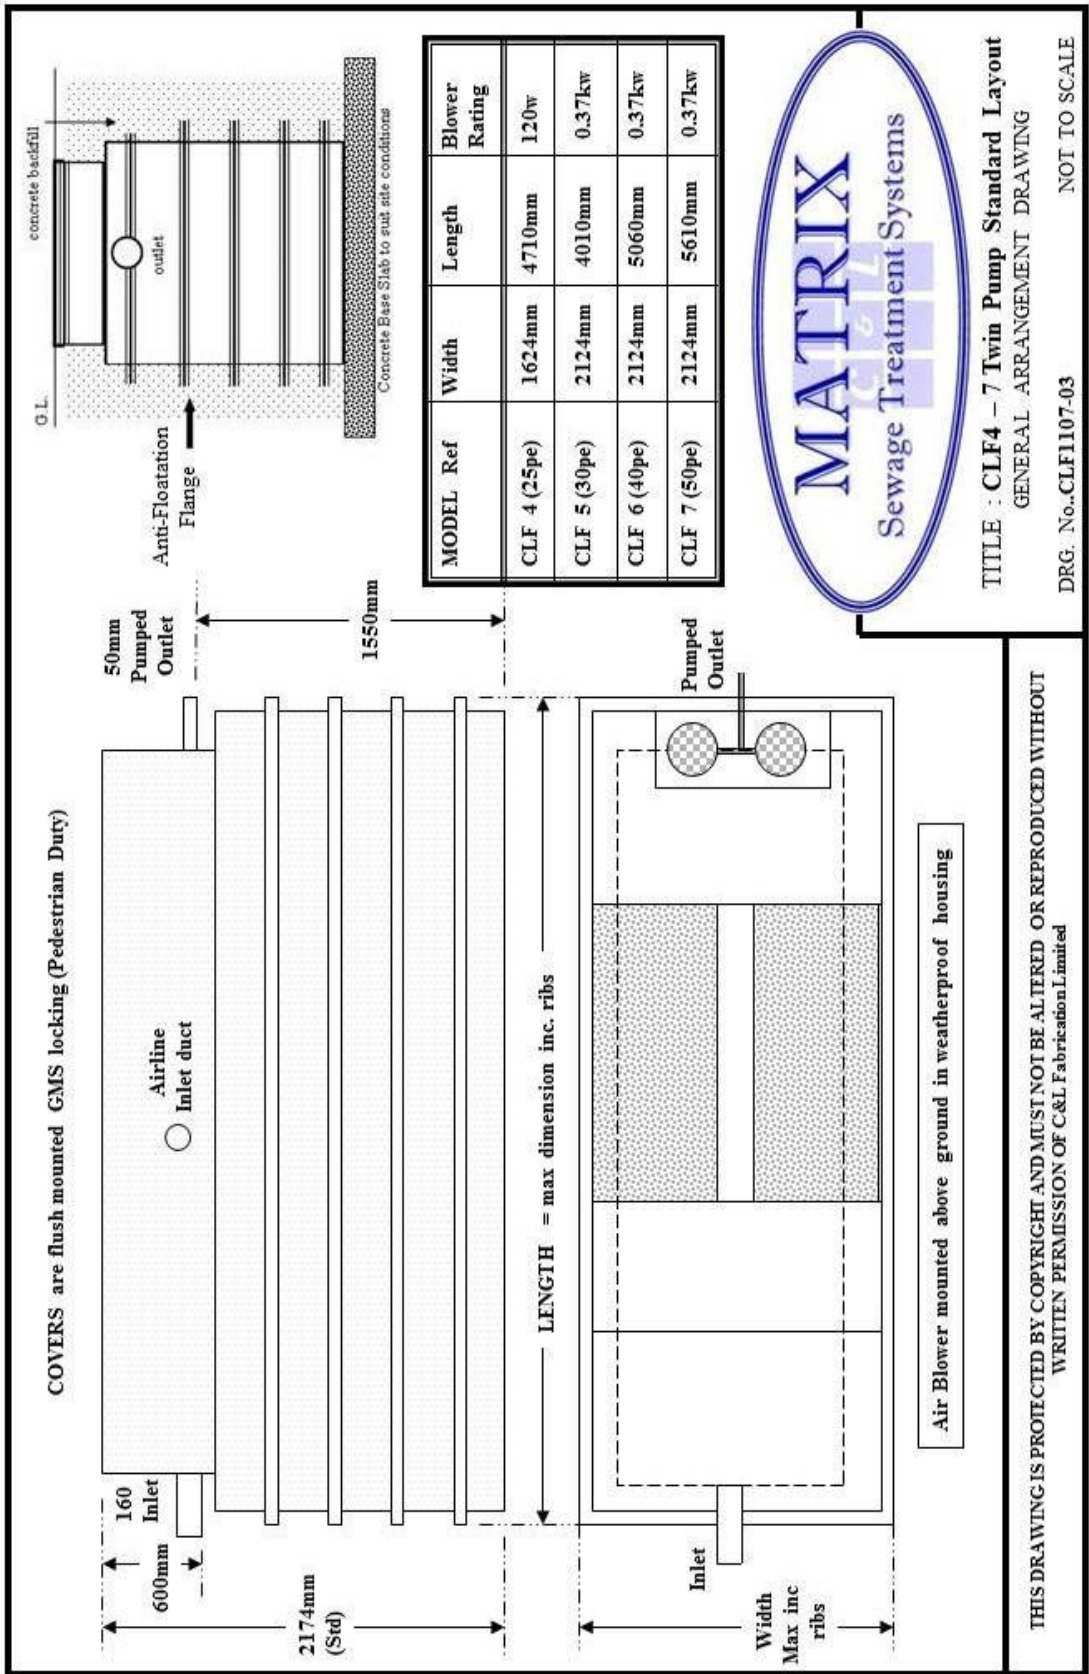 COVERS are flush mounted GMS locking (Pedestrian Duty)
160
Inlet
600mm
2174mm
(Std)
Airline
Inlet duct
50mm
Pumped
Outlet
1550mm
LENGTH = max dimension inc. ribs
Inlet
Width
Max inc
ribs
Pumped
Outlet
Air Blower mounted above ground in weatherproof housing
G.L.
concrete backfill
outlet
Anti-Floatation
Flange
Concrete Base Slab to suit site conditions
MODEL Ref Width Length Blower
Rating
CLF 4 (25pe) 1624mm 4710mm 120w
CLF 5 (30pe) 2124mm 4010mm 0.37kw
CLF 6 (40pe) 2124mm 5060mm 0.37kw
CLF 7 (50pe) 2124mm 5610mm 0.37kw
C & L
MATRIX
Sewage Treatment Systems
TITLE : CLF4 – 7 Twin Pump Standard Layout
GENERAL ARRANGEMENT DRAWING
DRG. No..CLF1107-03 NOT TO SCALE
THIS DRAWING IS PROTECTED BY COPYRIGHT AND MUST NOT BE ALTERED OR REPRODUCED WITHOUT
WRITTEN PERMISSION OF C&L Fabrication Limited